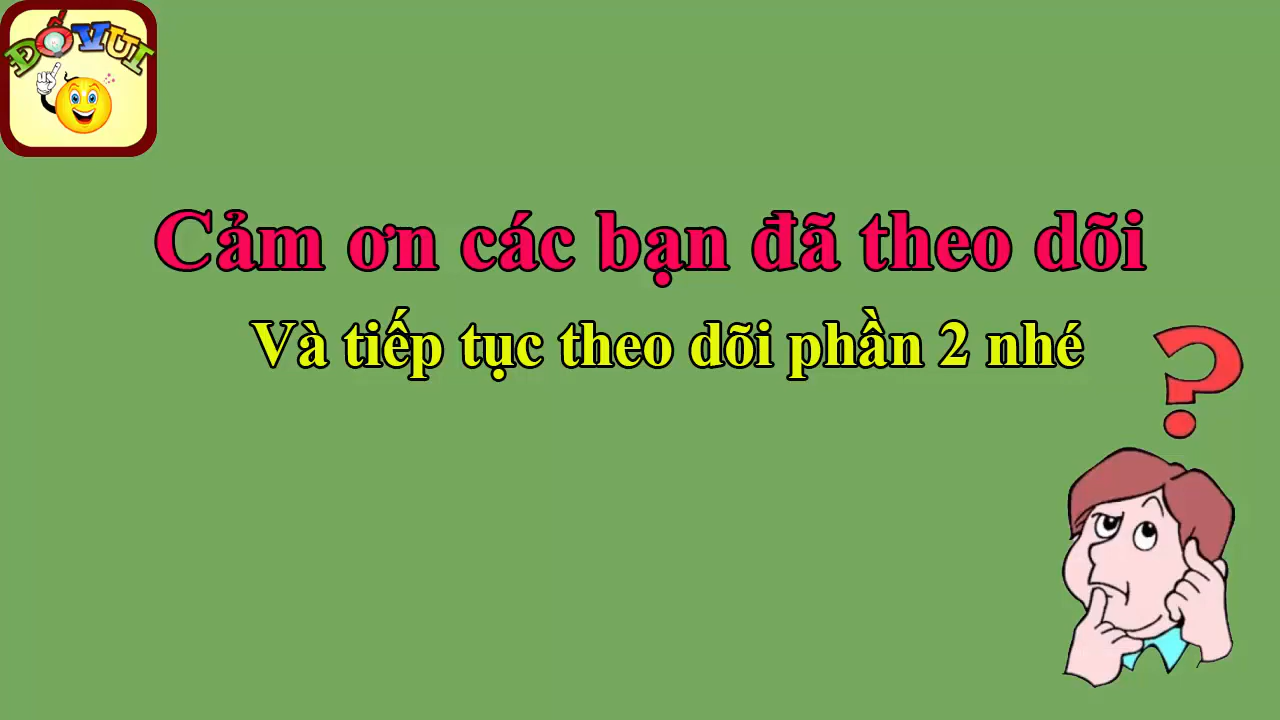 ĐỐ VUI
Cảm ơn các bạn đã theo dõi
Và tiếp tục theo dõi phần 2 nhé
?